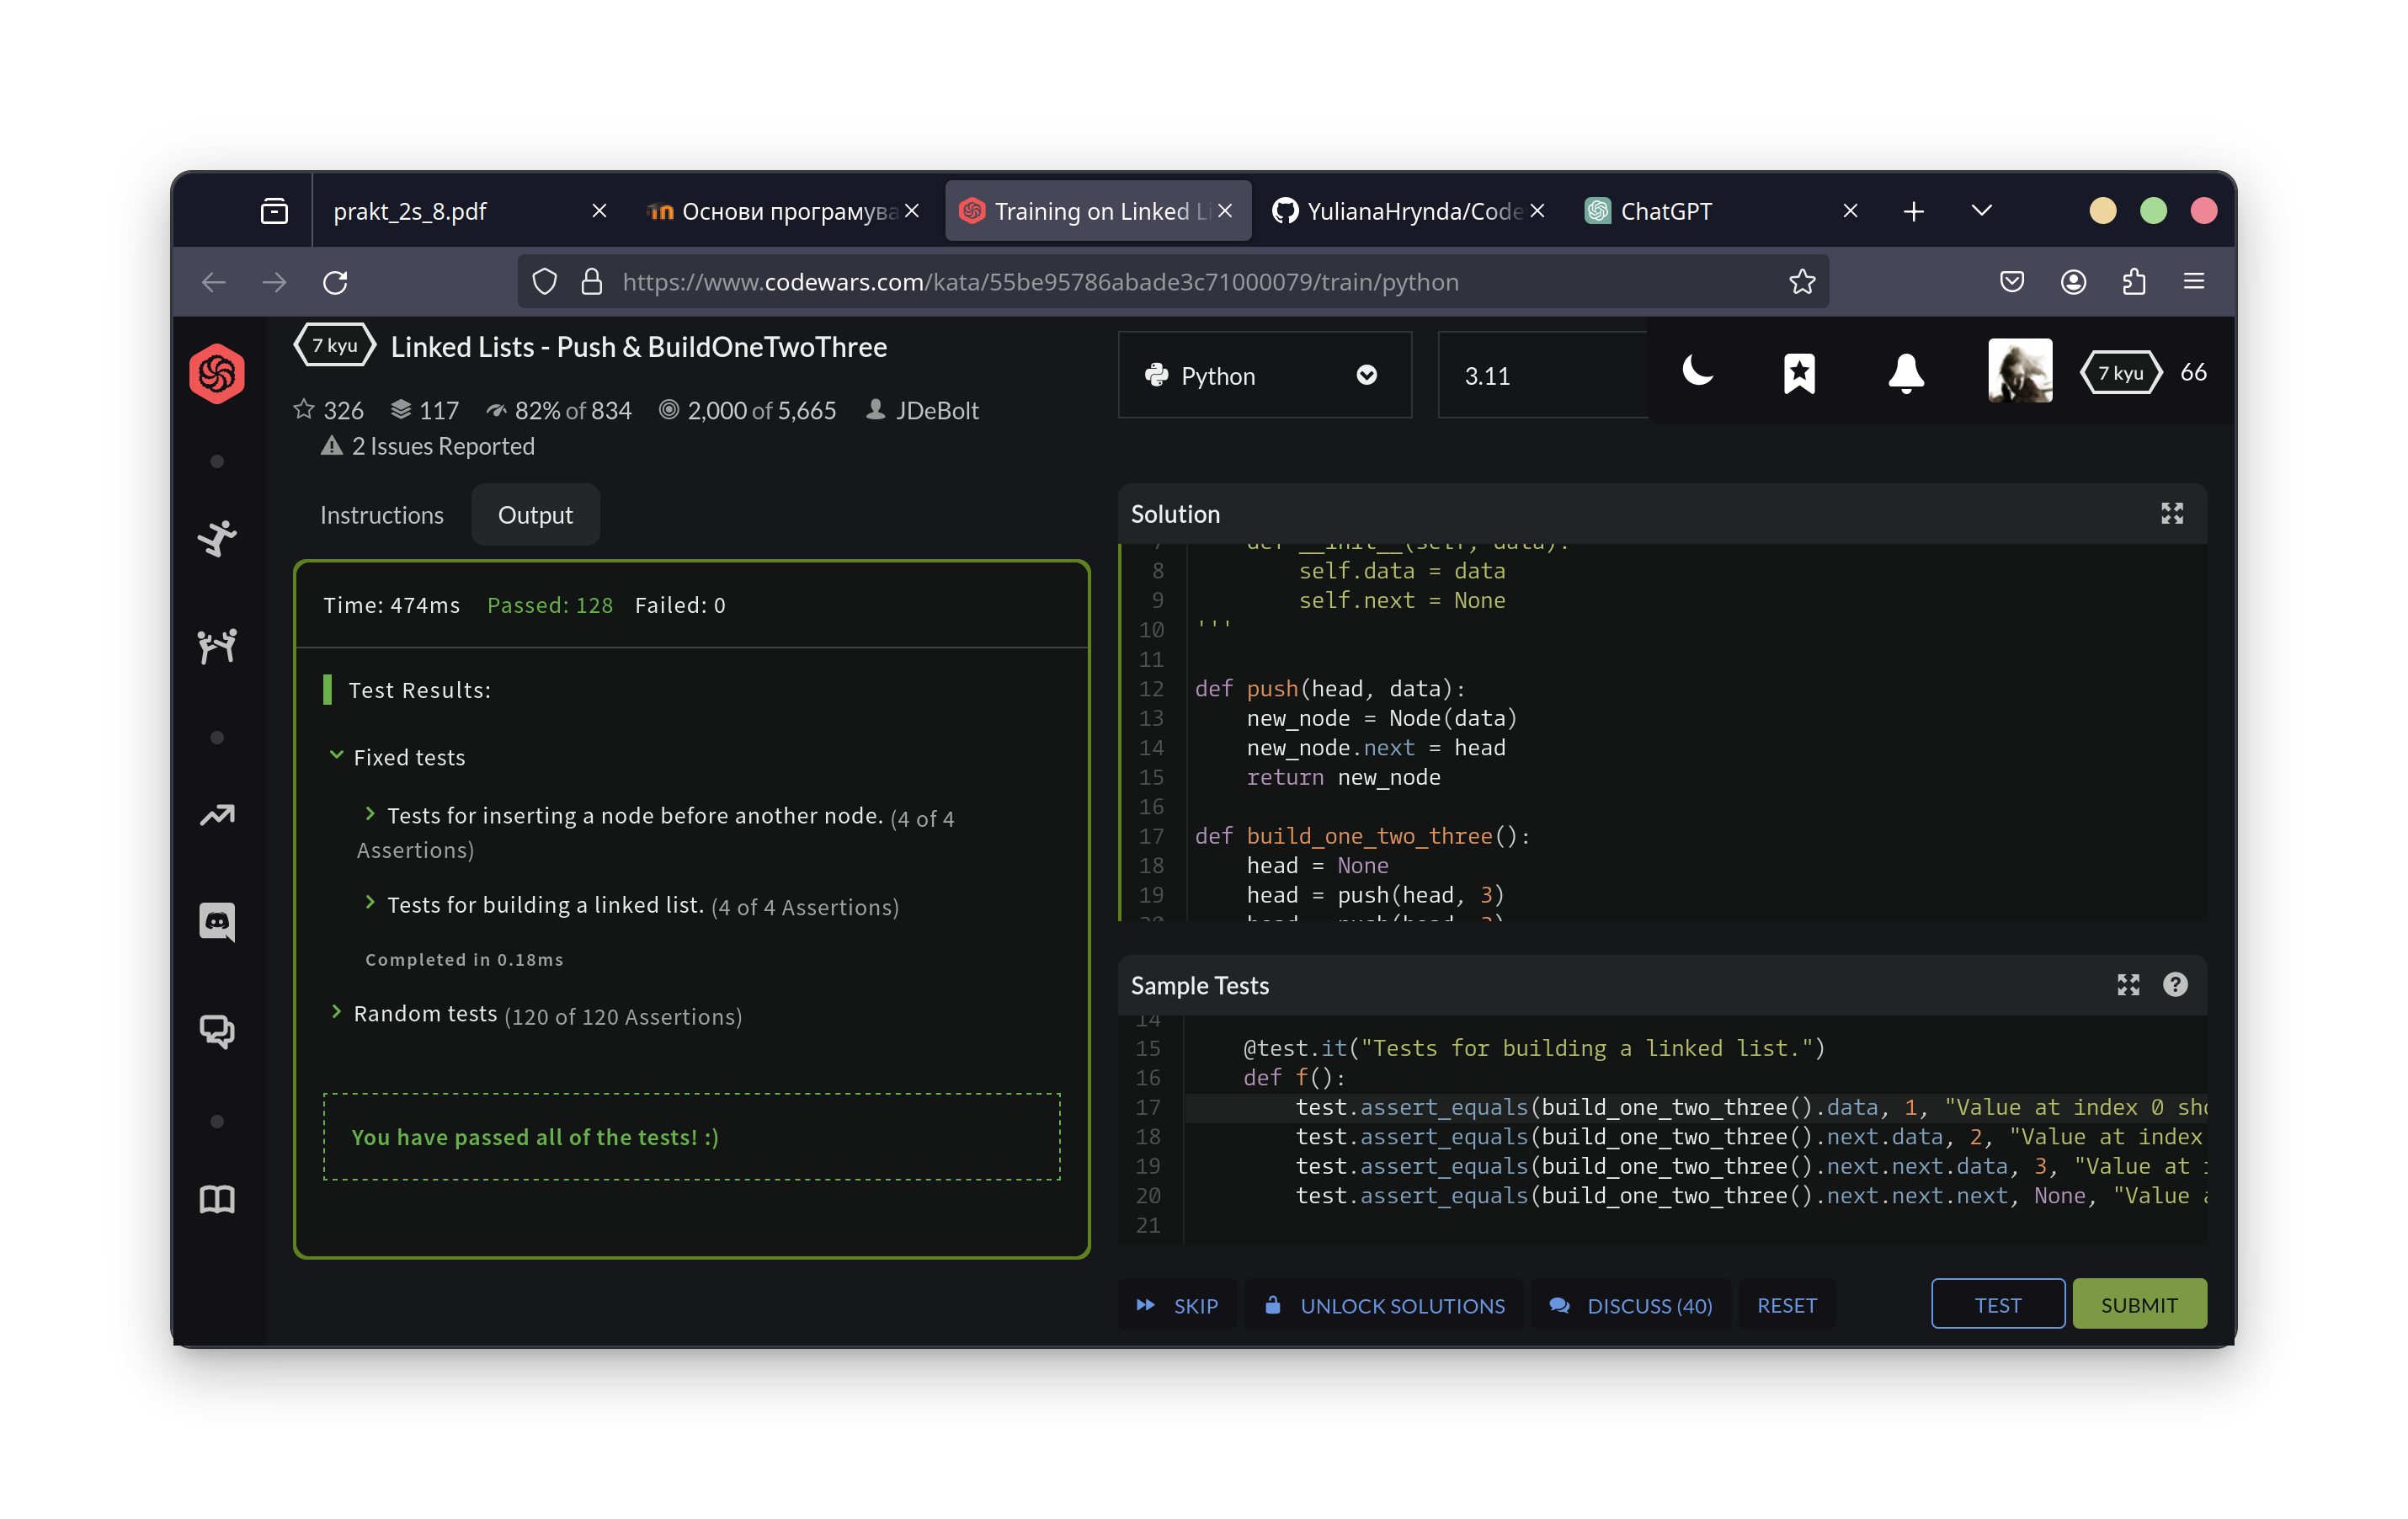 prakt_2s_8.pdf
Основи програмува
Training on Linked Li
YulianaHrynda/Code
ChatGPT
https://www.codewars.com/kata/55be95786abade3c71000079/train/python
7 kyu
Linked Lists - Push & BuildOneTwoThree
326
117
82% of 834
2,000 of 5,665
JDeBolt
2 Issues Reported
Python
3.11
7 kyu
66
Instructions
Output
Time: 474ms Passed: 128 Failed: 0
Test Results:
Fixed tests
Tests for inserting a node before another node. (4 of 4
Assertions)
Tests for building a linked list. (4 of 4 Assertions)
Completed in 0.18ms
Random tests (120 of 120 Assertions)
You have passed all of the tests! :)
Solution
7 def __init__(self, data):
8 self.data = data
9 self.next = None
10 '''
11
12 def push(head, data):
13 new_node = Node(data)
14 new_node.next = head
15 return new_node
16
17 def build_one_two_three():
18 head = None
19 head = push(head, 3)
20 head = push(head, 2)
Sample Tests
14
15 @test.it("Tests for building a linked list.")
16 def f():
17 test.assert_equals(build_one_two_three().data, 1, "Value at index 0 sho
18 test.assert_equals(build_one_two_three().next.data, 2, "Value at index
19 test.assert_equals(build_one_two_three().next.next.data, 3, "Value at i
20 test.assert_equals(build_one_two_three().next.next.next, None, "Value a
21
SKIP
UNLOCK SOLUTIONS
DISCUSS (40)
RESET
TEST
SUBMIT